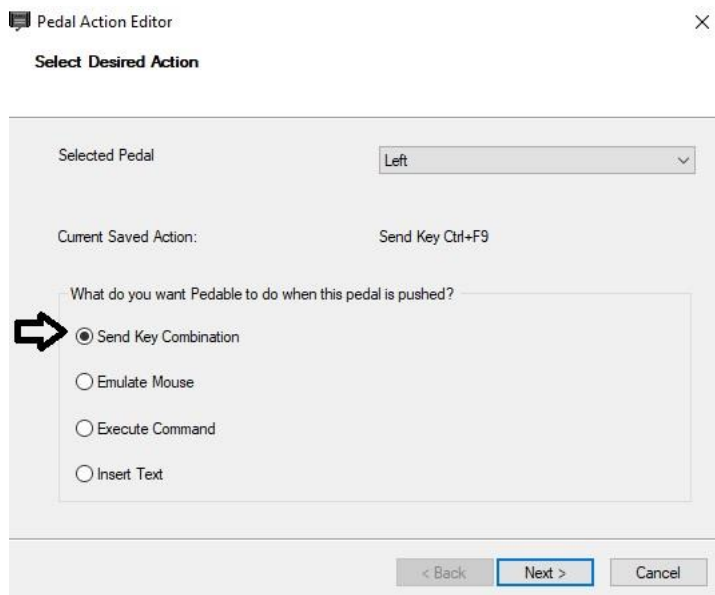 Pedal Action Editor
Select Desired Action
Selected Pedal
Left
Current Saved Action:
Send Key Ctrl+F9
What do you want Pedable to do when this pedal is pushed?
Send Key Combination
Emulate Mouse
Execute Command
Insert Text
< Back
Next >
Cancel